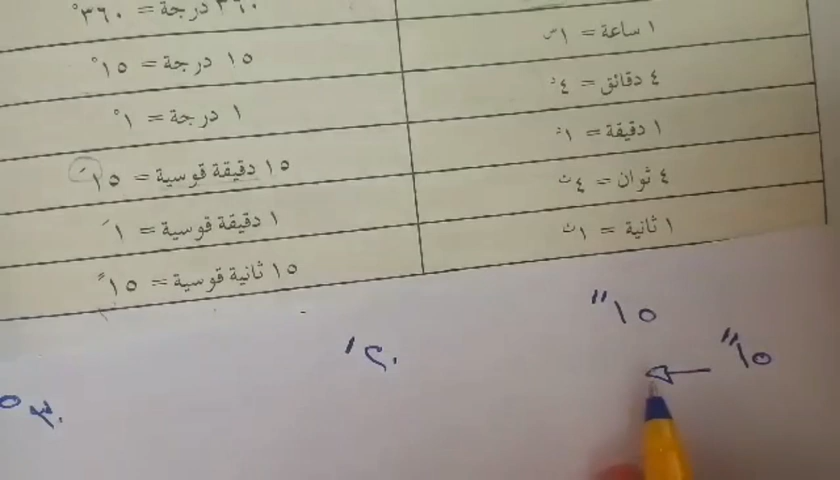 ١ ساعة = ١س ٣٦٠ درجة = ٣٦٠°
٤ دقائق = ٤د ١٥ درجة = ١٥°
١ دقيقة = ١د ١ درجة = ١°
٤ ثوان = ٤ث ١٥ دقيقة قوسية = ١٥َ
١ ثانية = ١ث ١ دقيقة قوسية = ١َ
١٥ ثانية قوسية = ١٥ً
١٥" ٢٠' ٣٠°
١٥" ←